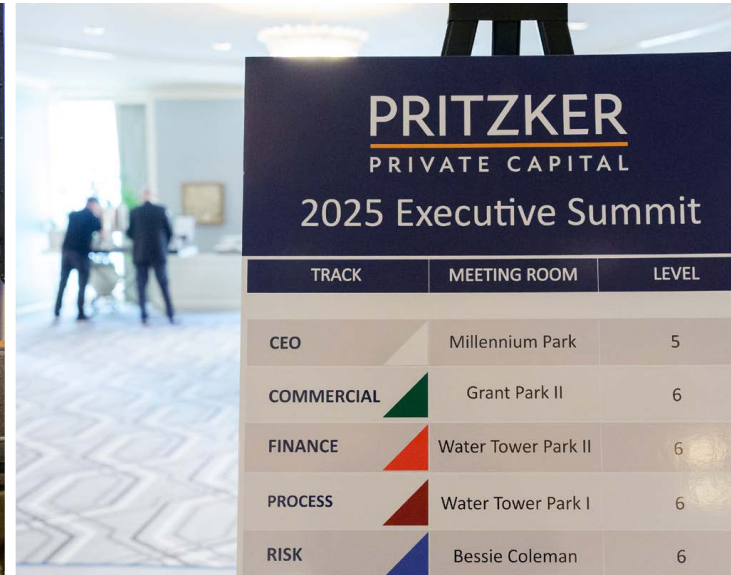 PRITZKER
PRIVATE CAPITAL
2025 Executive Summit
TRACK MEETING ROOM LEVEL
CEO Millennium Park 5
COMMERCIAL Grant Park II 6
FINANCE Water Tower Park II 6
PROCESS Water Tower Park I 6
RISK Bessie Coleman 6